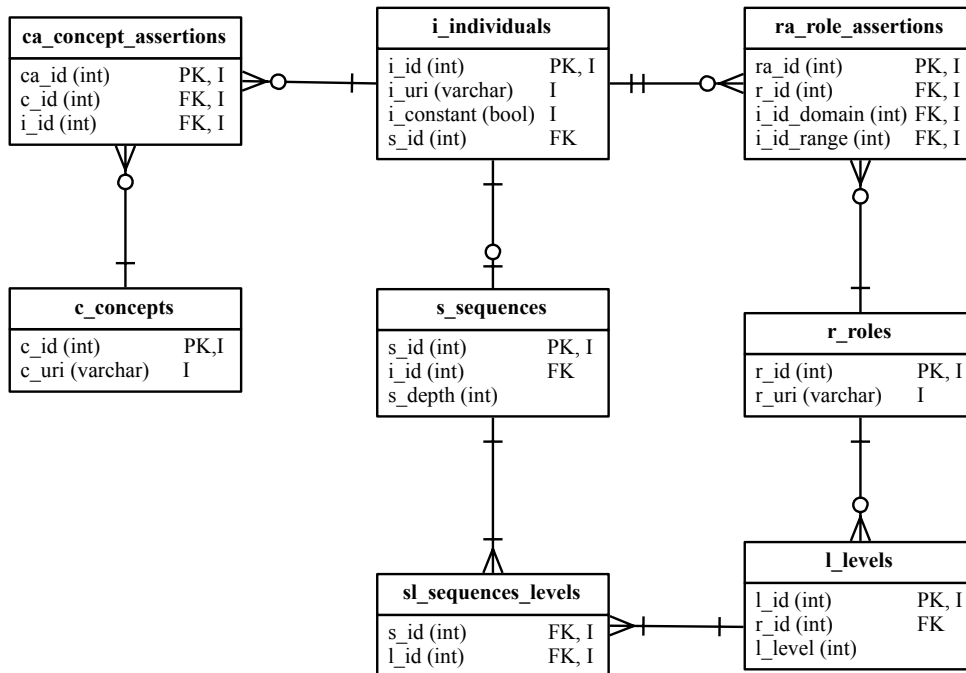 ca_concept_assertions
ca_id (int) PK, I
c_id (int) FK, I
i_id (int) FK, I
i_individuals
i_id (int) PK, I
i_uri (varchar) I
i_constant (bool) I
s_id (int) FK
ra_role_assertions
ra_id (int) PK, I
r_id (int) FK, I
i_id_domain (int) FK, I
i_id_range (int) FK, I
c_concepts
c_id (int) PK,I
c_uri (varchar) I
s_sequences
s_id (int) PK, I
i_id (int) FK
s_depth (int)
r_roles
r_id (int) PK, I
r_uri (varchar) I
sl_sequences_levels
s_id (int) FK, I
l_id (int) FK, I
l_levels
l_id (int) PK, I
r_id (int) FK
l_level (int)